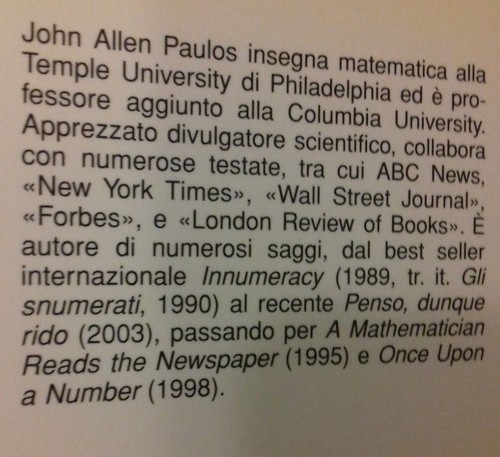 John Allen Paulos insegna matematica alla
Temple University di Philadelphia ed è pro-
fessore aggiunto alla Columbia University.
Apprezzato divulgatore scientifico, collabora
con numerose testate, tra cui ABC News,
«New York Times», «Wall Street Journal»,
«Forbes», e «London Review of Books». È
autore di numerosi saggi, dal best seller
internazionale Innumeracy (1989, tr. it. Gli
snumerati, 1990) al recente Penso, dunque
rido (2003), passando per A Mathematician
Reads the Newspaper (1995) e Once Upon
a Number (1998).